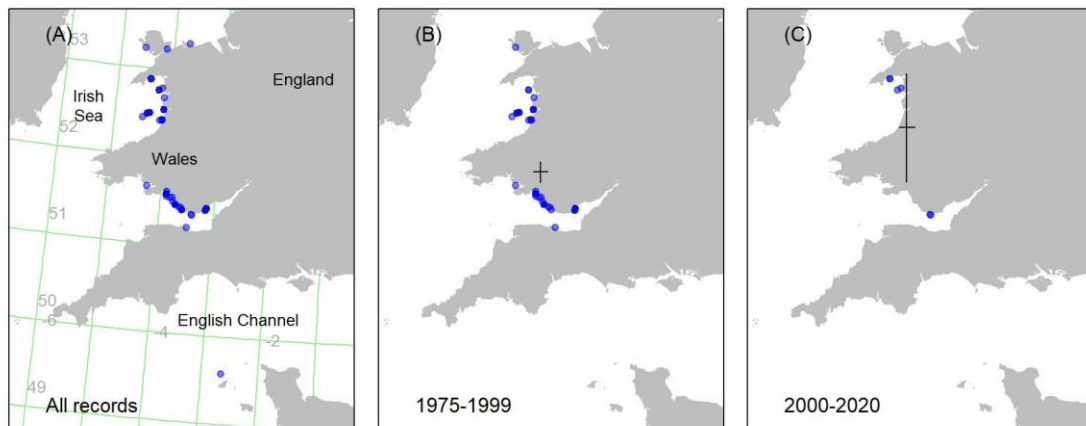 (A)
53
England
Irish
Sea
52
Wales
51
50
-6
English Channel
-4
-2
49
All records
(B)
1975-1999
(C)
2000-2020